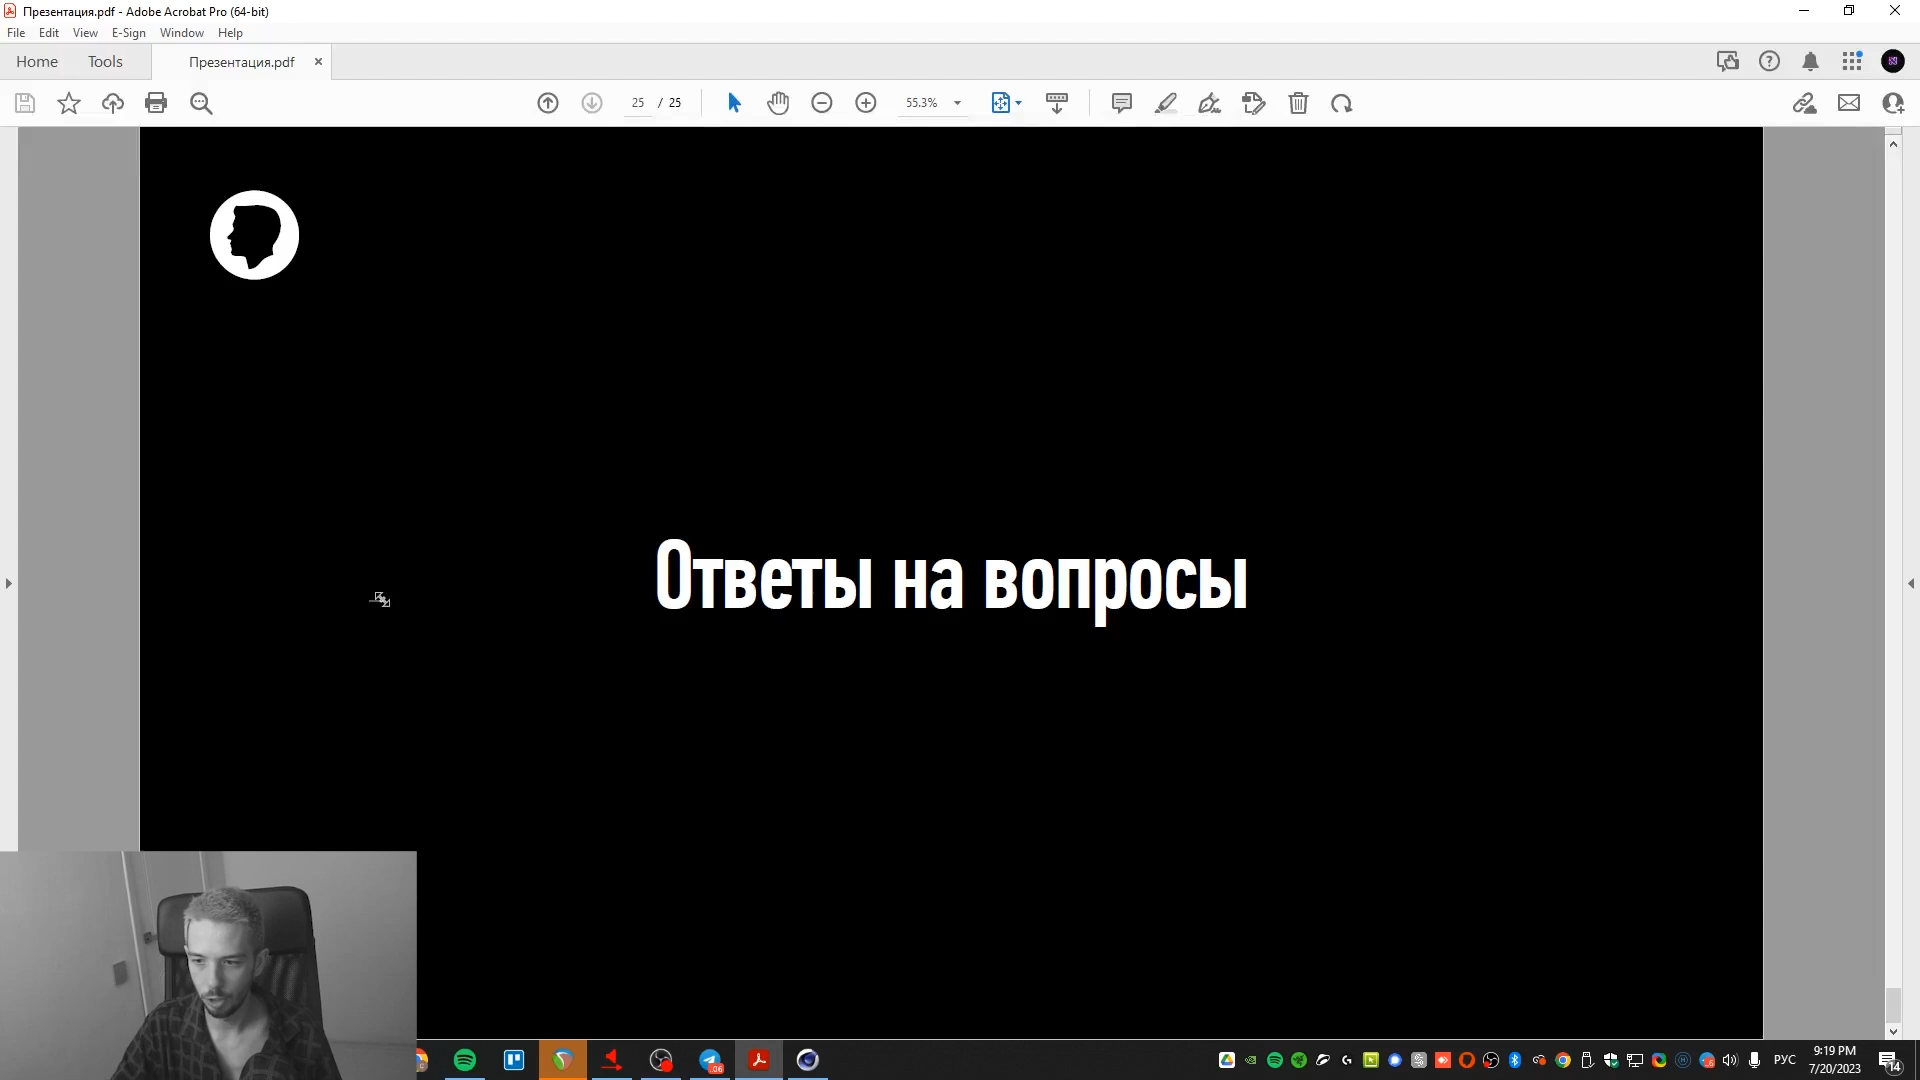 Презентация.pdf - Adobe Acrobat Pro (64-bit)
File Edit View E-Sign Window Help
Home Tools Презентация.pdf
25 / 25 55.3%
Ответы на вопросы
РУС
9:19 PM
7/20/2023
14